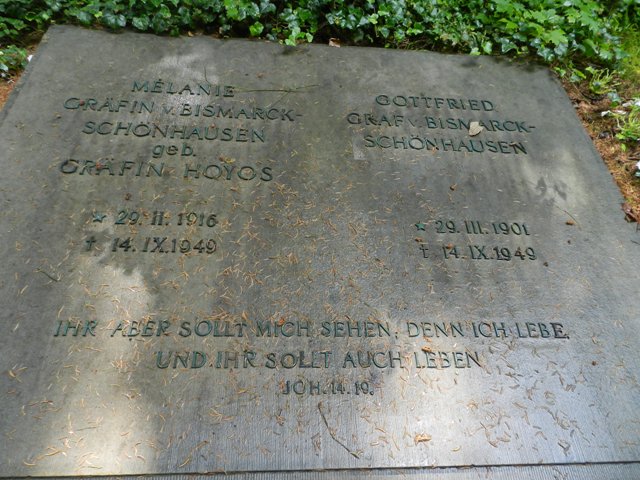 MELANIE
GRÄFIN V. BISMARCK-
SCHÖNHAUSEN
geb.
GRÄFIN HOYOS
* 29. II. 1916
† 14. IX. 1949
GOTTFRIED
GRAF V. BISMARCK-
SCHÖNHAUSEN
* 29. III. 1901
† 14. IX. 1949
IHR ABER SOLLT MICH SEHEN, DENN ICH LEBE,
UND IHR SOLLT AUCH LEBEN
JOH. 14. 19.